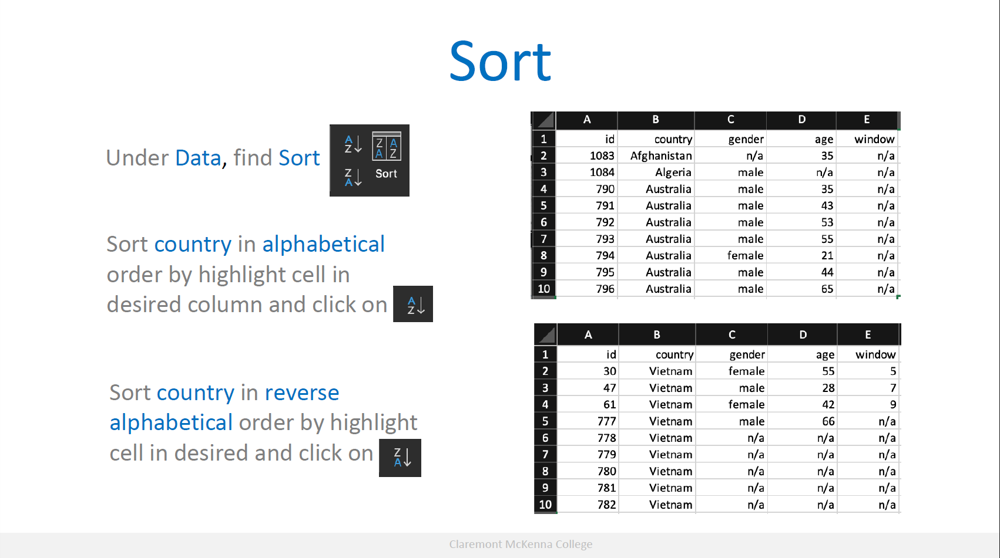 Sort
Under Data, find Sort
A
Z
Z A
A Z
Z
A
Sort
Sort country in alphabetical
order by highlight cell in
desired column and click on
A
Z
Sort country in reverse
alphabetical order by highlight
cell in desired and click on
Z
A
A B C D E
1 id country gender age window
2 1083 Afghanistan n/a 35 n/a
3 1084 Algeria male n/a n/a
4 790 Australia male 35 n/a
5 791 Australia male 43 n/a
6 792 Australia male 53 n/a
7 793 Australia male 55 n/a
8 794 Australia female 21 n/a
9 795 Australia male 44 n/a
10 796 Australia male 65 n/a
A B C D E
1 id country gender age window
2 30 Vietnam female 55 5
3 47 Vietnam male 28 7
4 61 Vietnam female 42 9
5 777 Vietnam male 66 n/a
6 778 Vietnam n/a n/a n/a
7 779 Vietnam n/a n/a n/a
8 780 Vietnam n/a n/a n/a
9 781 Vietnam n/a n/a n/a
10 782 Vietnam n/a n/a n/a
Claremont McKenna College